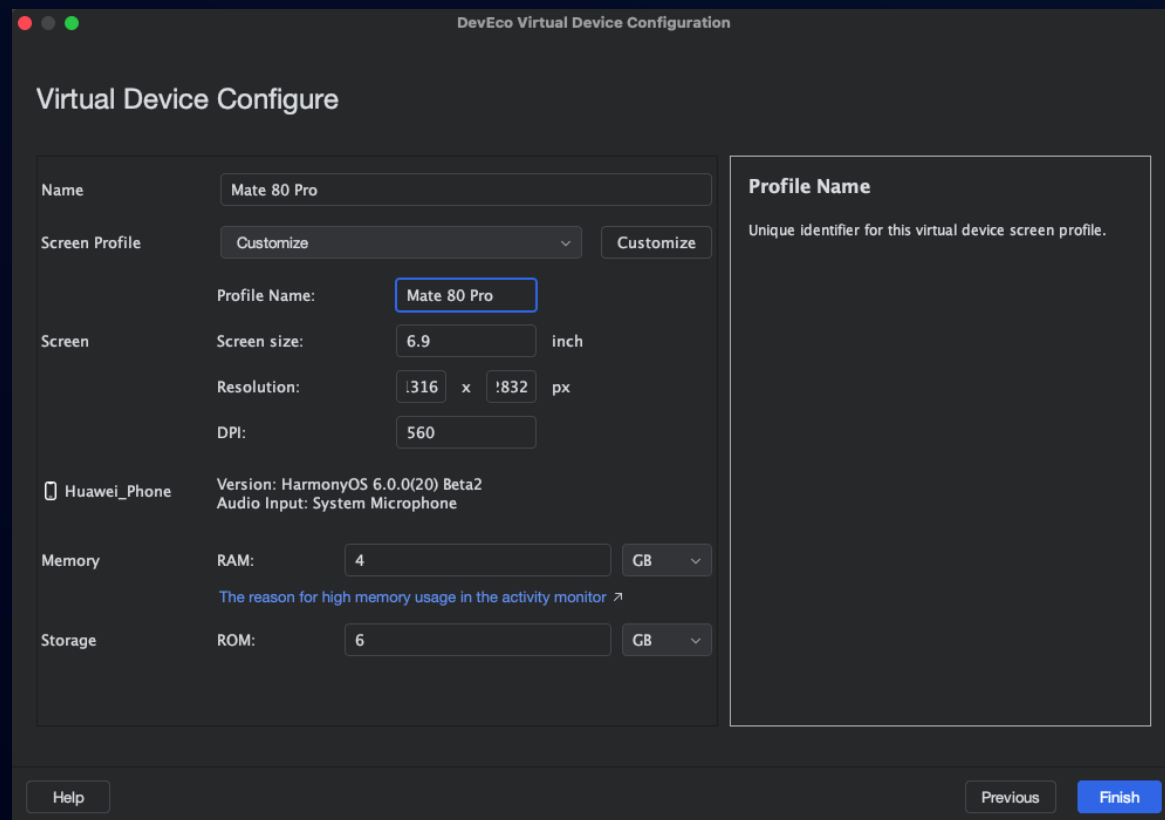 DevEco Virtual Device Configuration
Virtual Device Configure
Name Mate 80 Pro
Screen Profile Customize Customize
Profile Name: Mate 80 Pro
Screen Screen size: 6.9 inch
Resolution: 1316 x 2832 px
DPI: 560
Huawei_Phone
Version: HarmonyOS 6.0.0(20) Beta2
Audio Input: System Microphone
Memory RAM: 4 GB
The reason for high memory usage in the activity monitor ↗
Storage ROM: 6 GB
Profile Name
Unique identifier for this virtual device screen profile.
Help Previous Finish